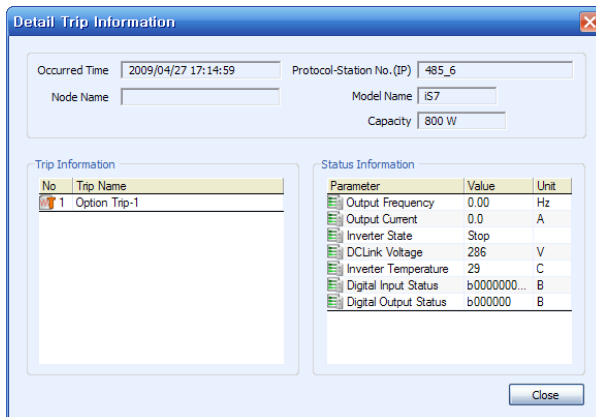 Detail Trip Information
Occurred Time 2009/04/27 17:14:59 Protocol-Station No.(IP) 485_6
Node Name Model Name iS7
Capacity 800 W
Trip Information
No Trip Name
1 Option Trip-1
Status Information
Parameter Value Unit
Output Frequency 0.00 Hz
Output Current 0.0 A
Inverter State Stop
DCLink Voltage 286 V
Inverter Temperature 29 C
Digital Input Status b0000000... B
Digital Output Status b000000 B
Close